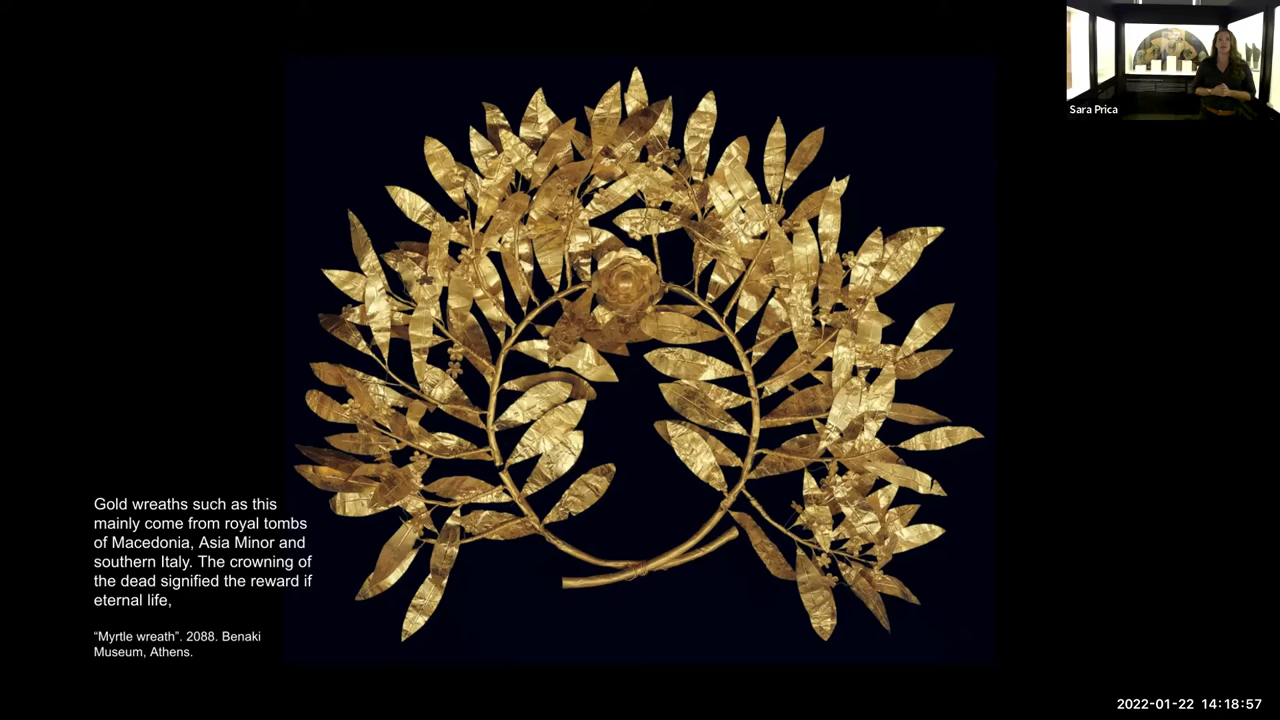 Sara Prica
Gold wreaths such as this
mainly come from royal tombs
of Macedonia, Asia Minor and
southern Italy. The crowning of
the dead signified the reward if
eternal life,
“Myrtle wreath”. 2088. Benaki
Museum, Athens.
2022-01-22 14:18:57